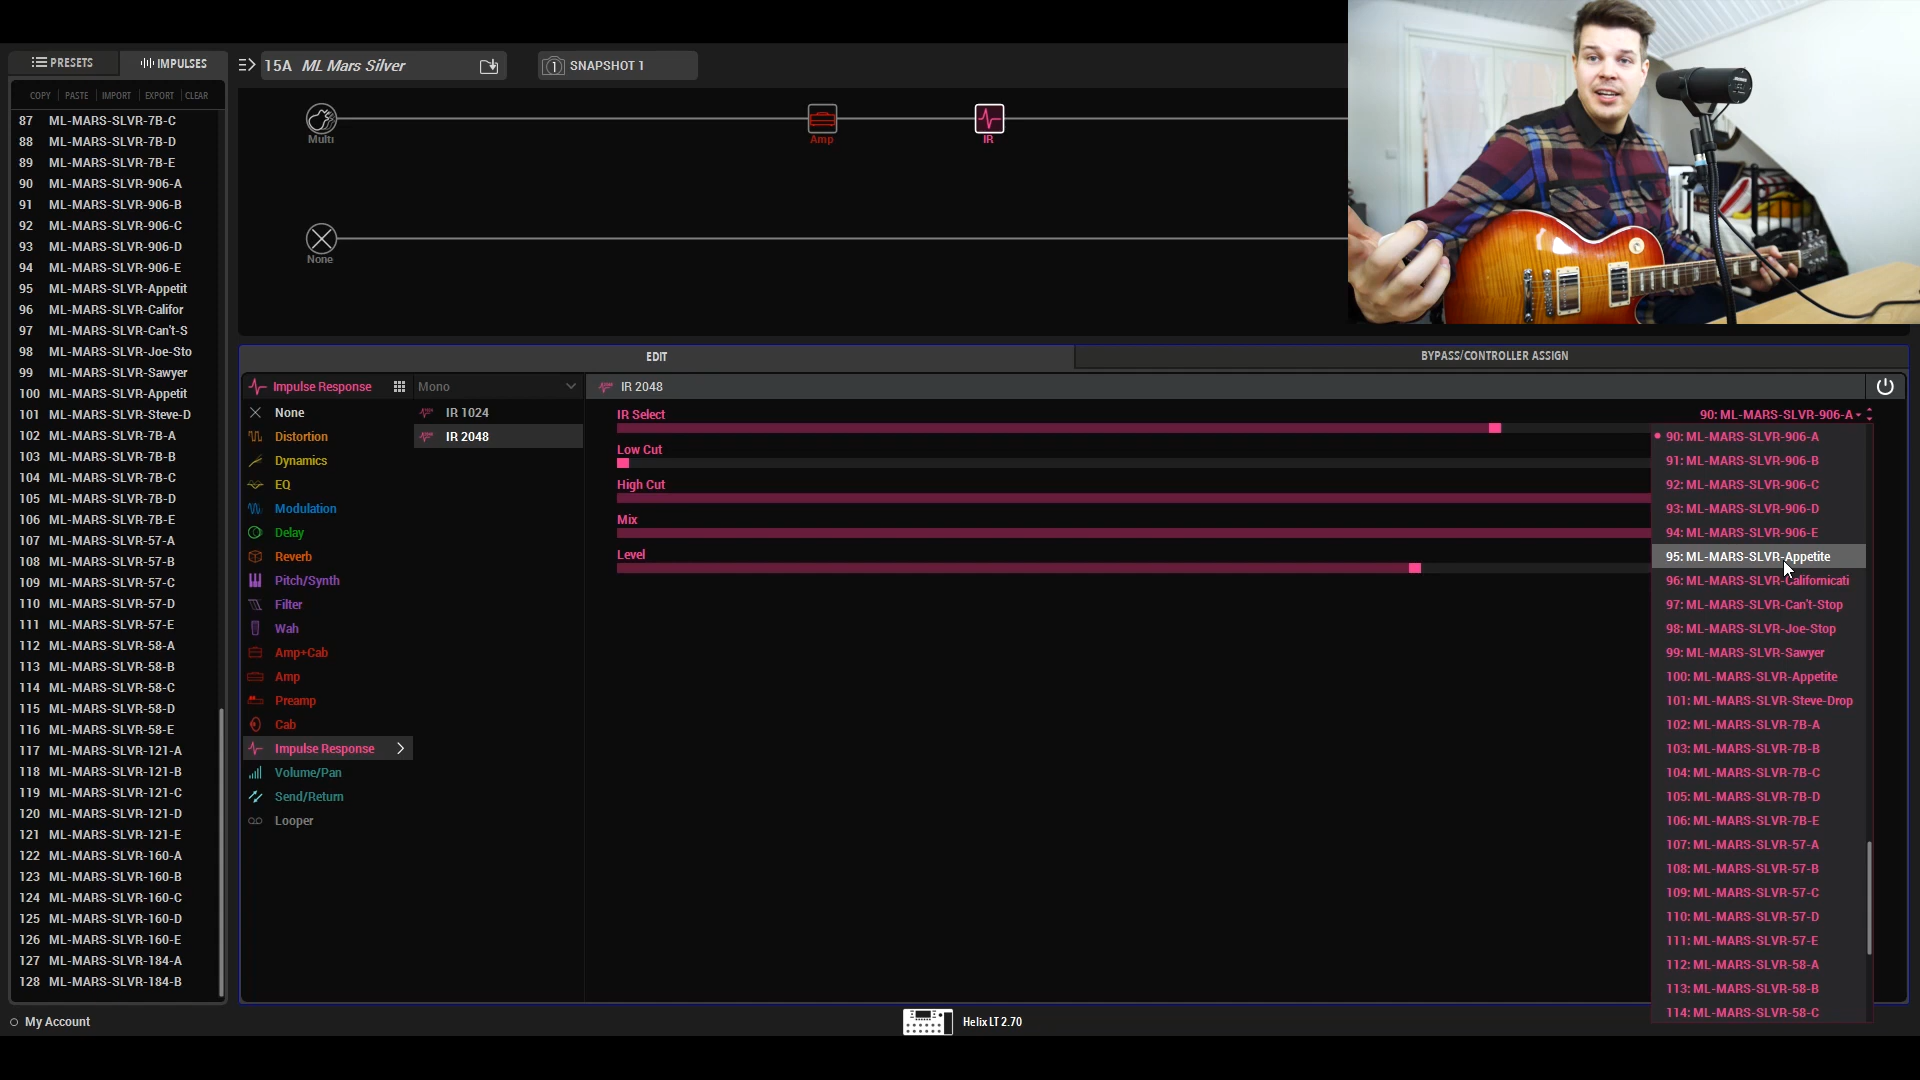 PRESETS
IMPULSES
15A ML Mars Silver
SNAPSHOT 1
1
COPY PASTE IMPORT EXPORT CLEAR
87 ML-MARS-SLVR-7B-C
88 ML-MARS-SLVR-7B-D
89 ML-MARS-SLVR-7B-E
90 ML-MARS-SLVR-906-A
91 ML-MARS-SLVR-906-B
92 ML-MARS-SLVR-906-C
93 ML-MARS-SLVR-906-D
94 ML-MARS-SLVR-906-E
95 ML-MARS-SLVR-Appetit
96 ML-MARS-SLVR-Califor
97 ML-MARS-SLVR-Can't-S
98 ML-MARS-SLVR-Joe-Sto
99 ML-MARS-SLVR-Sawyer
100 ML-MARS-SLVR-Appetit
101 ML-MARS-SLVR-Steve-D
102 ML-MARS-SLVR-7B-A
103 ML-MARS-SLVR-7B-B
104 ML-MARS-SLVR-7B-C
105 ML-MARS-SLVR-7B-D
106 ML-MARS-SLVR-7B-E
107 ML-MARS-SLVR-57-A
108 ML-MARS-SLVR-57-B
109 ML-MARS-SLVR-57-C
110 ML-MARS-SLVR-57-D
111 ML-MARS-SLVR-57-E
112 ML-MARS-SLVR-58-A
113 ML-MARS-SLVR-58-B
114 ML-MARS-SLVR-58-C
115 ML-MARS-SLVR-58-D
116 ML-MARS-SLVR-58-E
117 ML-MARS-SLVR-121-A
118 ML-MARS-SLVR-121-B
119 ML-MARS-SLVR-121-C
120 ML-MARS-SLVR-121-D
121 ML-MARS-SLVR-121-E
122 ML-MARS-SLVR-160-A
123 ML-MARS-SLVR-160-B
124 ML-MARS-SLVR-160-C
125 ML-MARS-SLVR-160-D
126 ML-MARS-SLVR-160-E
127 ML-MARS-SLVR-184-A
128 ML-MARS-SLVR-184-B
Multi
Amp
IR
None
EDIT
BYPASS/CONTROLLER ASSIGN
Impulse Response
Mono
None
Distortion
Dynamics
EQ
Modulation
Delay
Reverb
Pitch/Synth
Filter
Wah
Amp+Cab
Amp
Preamp
Cab
Impulse Response
Volume/Pan
Send/Return
Looper
IR 1024
IR 2048
IR 2048
IR Select
Low Cut
High Cut
Mix
Level
90: ML-MARS-SLVR-906-A
90: ML-MARS-SLVR-906-A
91: ML-MARS-SLVR-906-B
92: ML-MARS-SLVR-906-C
93: ML-MARS-SLVR-906-D
94: ML-MARS-SLVR-906-E
95: ML-MARS-SLVR-Appetite
96: ML-MARS-SLVR-Californicati
97: ML-MARS-SLVR-Can't-Stop
98: ML-MARS-SLVR-Joe-Stop
99: ML-MARS-SLVR-Sawyer
100: ML-MARS-SLVR-Appetite
101: ML-MARS-SLVR-Steve-Drop
102: ML-MARS-SLVR-7B-A
103: ML-MARS-SLVR-7B-B
104: ML-MARS-SLVR-7B-C
105: ML-MARS-SLVR-7B-D
106: ML-MARS-SLVR-7B-E
107: ML-MARS-SLVR-57-A
108: ML-MARS-SLVR-57-B
109: ML-MARS-SLVR-57-C
110: ML-MARS-SLVR-57-D
111: ML-MARS-SLVR-57-E
112: ML-MARS-SLVR-58-A
113: ML-MARS-SLVR-58-B
114: ML-MARS-SLVR-58-C
My Account
Helix LT 2.70